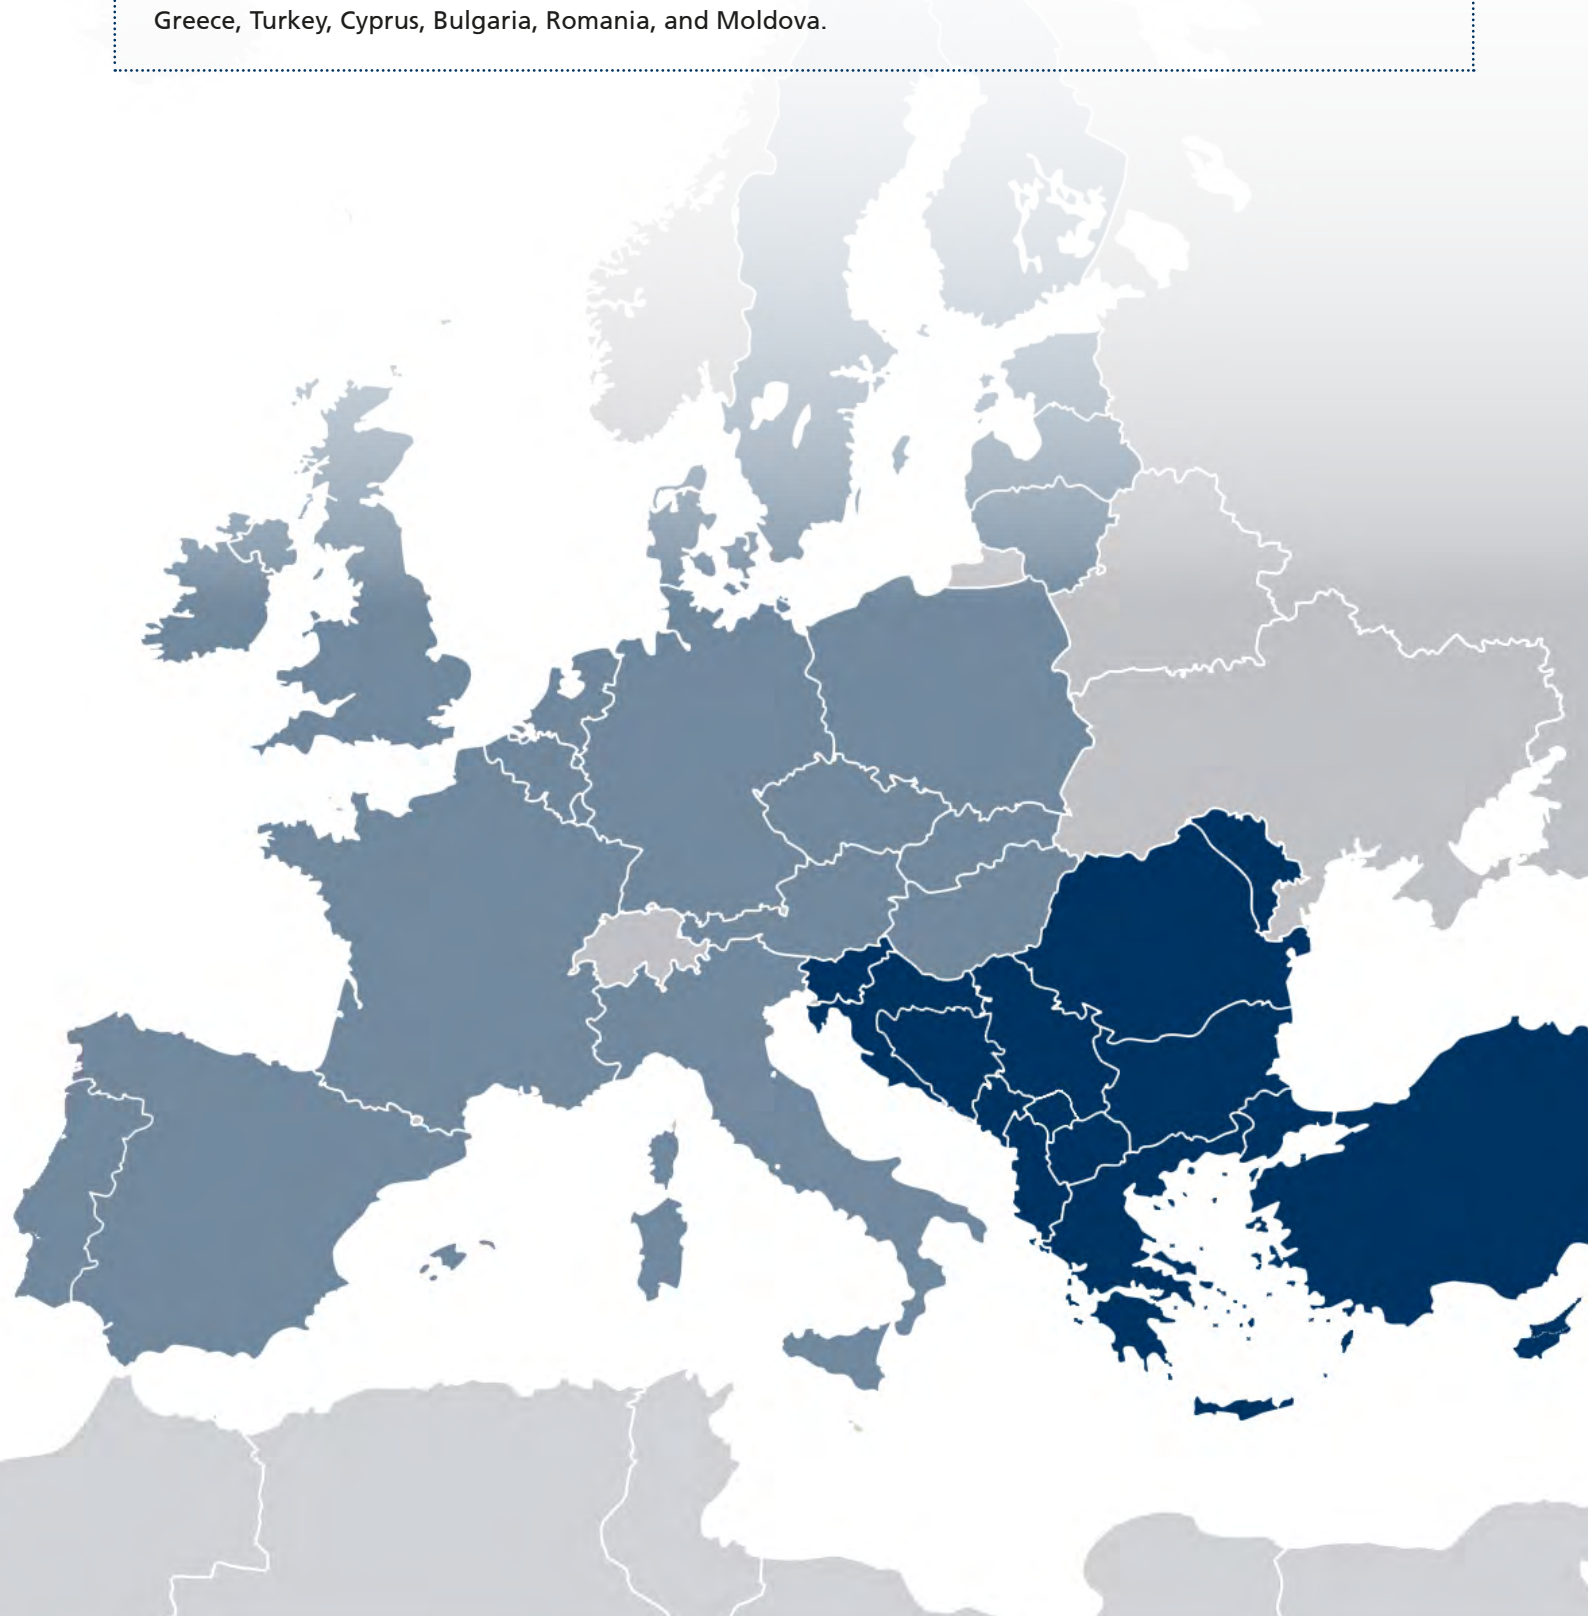 Greece, Turkey, Cyprus, Bulgaria, Romania, and Moldova.